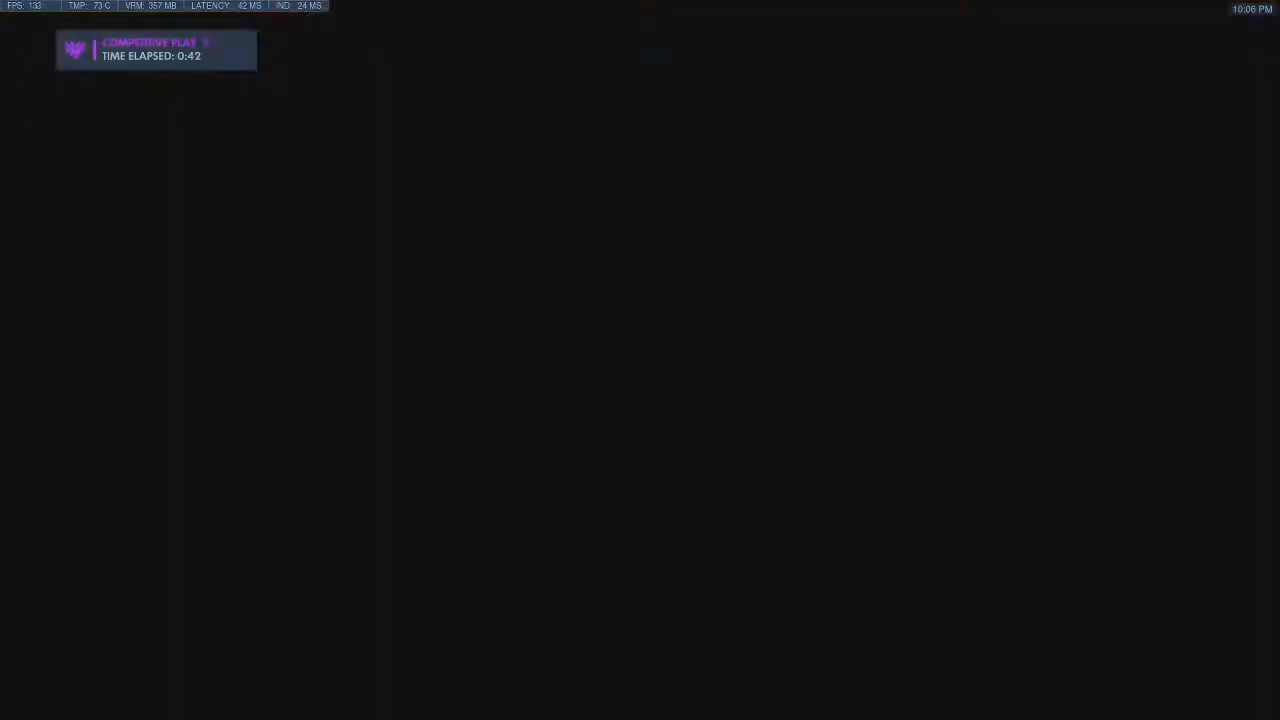 FPS: 133 TMP: 73 C VRM: 357 MB LATENCY: 42 MS IND: 24 MS
10:06 PM
COMPETITIVE PLAY
TIME ELAPSED: 0:42